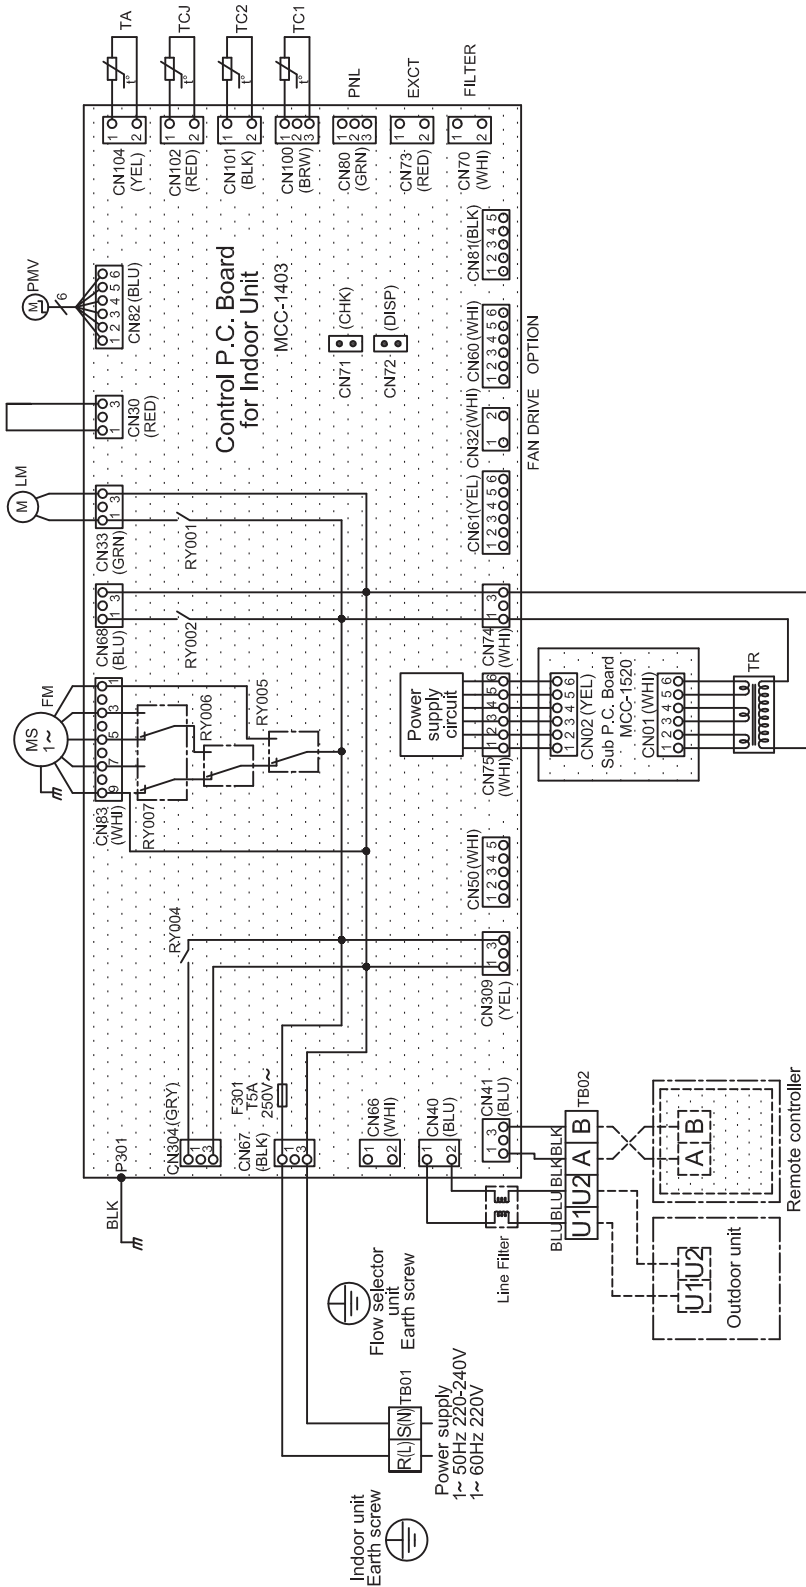 TA
TCJ
TC2
TC1
t°
t°
t°
t°
PNL
EXCT
FILTER
1 2
1 2
1 2
1 2 3
1 2 3
1 2
1 2
CN104
(YEL)
CN102
(RED)
CN101
(BLK)
CN100
(BRW)
CN80
(GRN)
CN73
(RED)
CN70
(WHI)
PMV
M
6
1 2 3 4 5 6
CN82 (BLU)
Control P.C. Board
for Indoor Unit
MCC-1403
CN71
(CHK)
CN72
(DISP)
CN81(BLK)
1 2 3 4 5
CN60 (WHI)
1 2 3 4 5 6
OPTION
CN32(WHI)
1 2
FAN DRIVE
CN61(YEL)
1 2 3 4 5 6
1 3
CN30
(RED)
LM
M
1 3
CN33
(GRN)
RY001
1 3
CN68
(BLU)
RY002
CN74
(WHI)
1 3
FM
MS
1~
9 7 5 3 1
CN83
(WHI)
RY007
RY006
RY005
Power
supply
circuit
CN75
(WHI)
1 2 3 4 5 6
1 2 3 4 5 6
CN02 (YEL)
Sub P.C. Board
MCC-1520
CN01 (WHI)
1 2 3 4 5 6
TR
CN50 (WHI)
1 2 3 4 5
RY004
CN309
(YEL)
1 3
P301
BLK
CN304 (GRY)
1 3
CN67
(BLK)
1 3
F301
T5A
250V~
CN66
(WHI)
1 2
CN40
(BLU)
1 2
CN41
(BLU)
1 3
Line Filter
BLU BLU BLK BLK
U1 U2 A B
TB02
A B
Remote controller
U1 U2
Outdoor unit
Flow selector
unit
Earth screw
R(L) S(N)
TB01
Power supply
1~ 50Hz 220-240V
1~ 60Hz 220V
Indoor unit
Earth screw